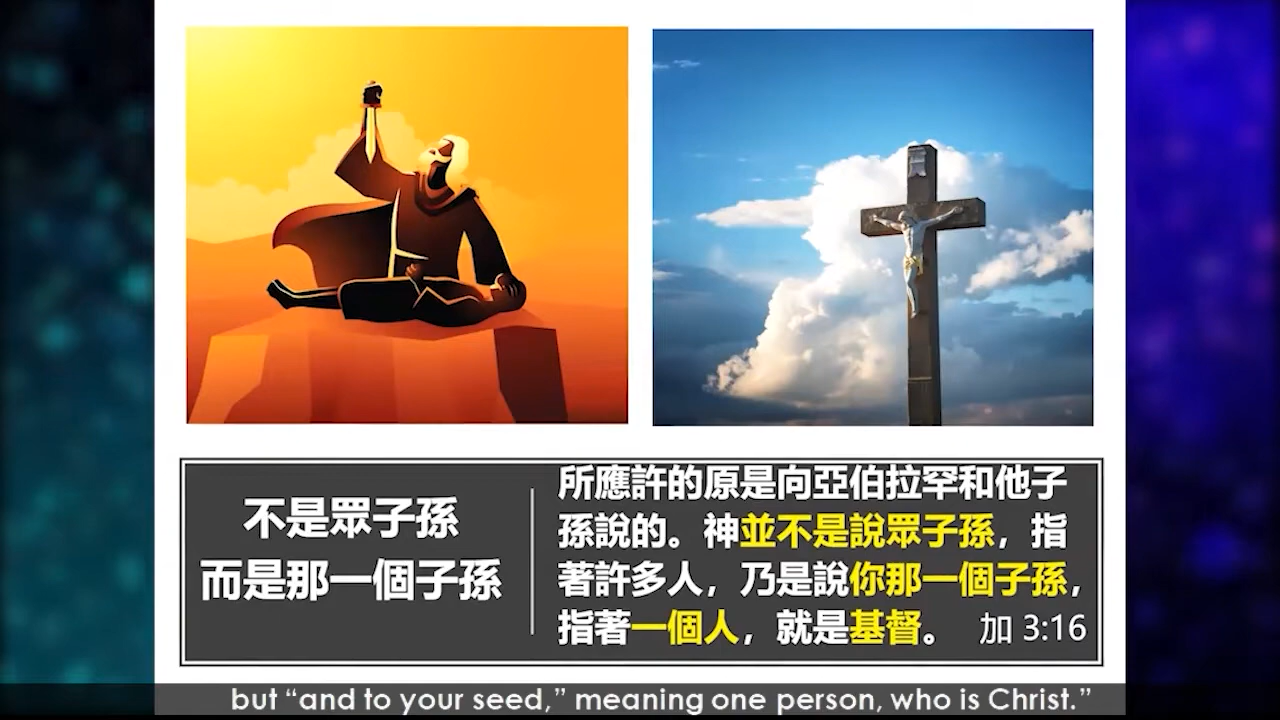 不是眾子孫
而是那一個子孫
所應許的原是向亞伯拉罕和他子
孫說的。神並不是說眾子孫，指
著許多人，乃是說你那一個子孫，
指著一個人，就是基督。 加 3:16
but “and to your seed,” meaning one person, who is Christ.”